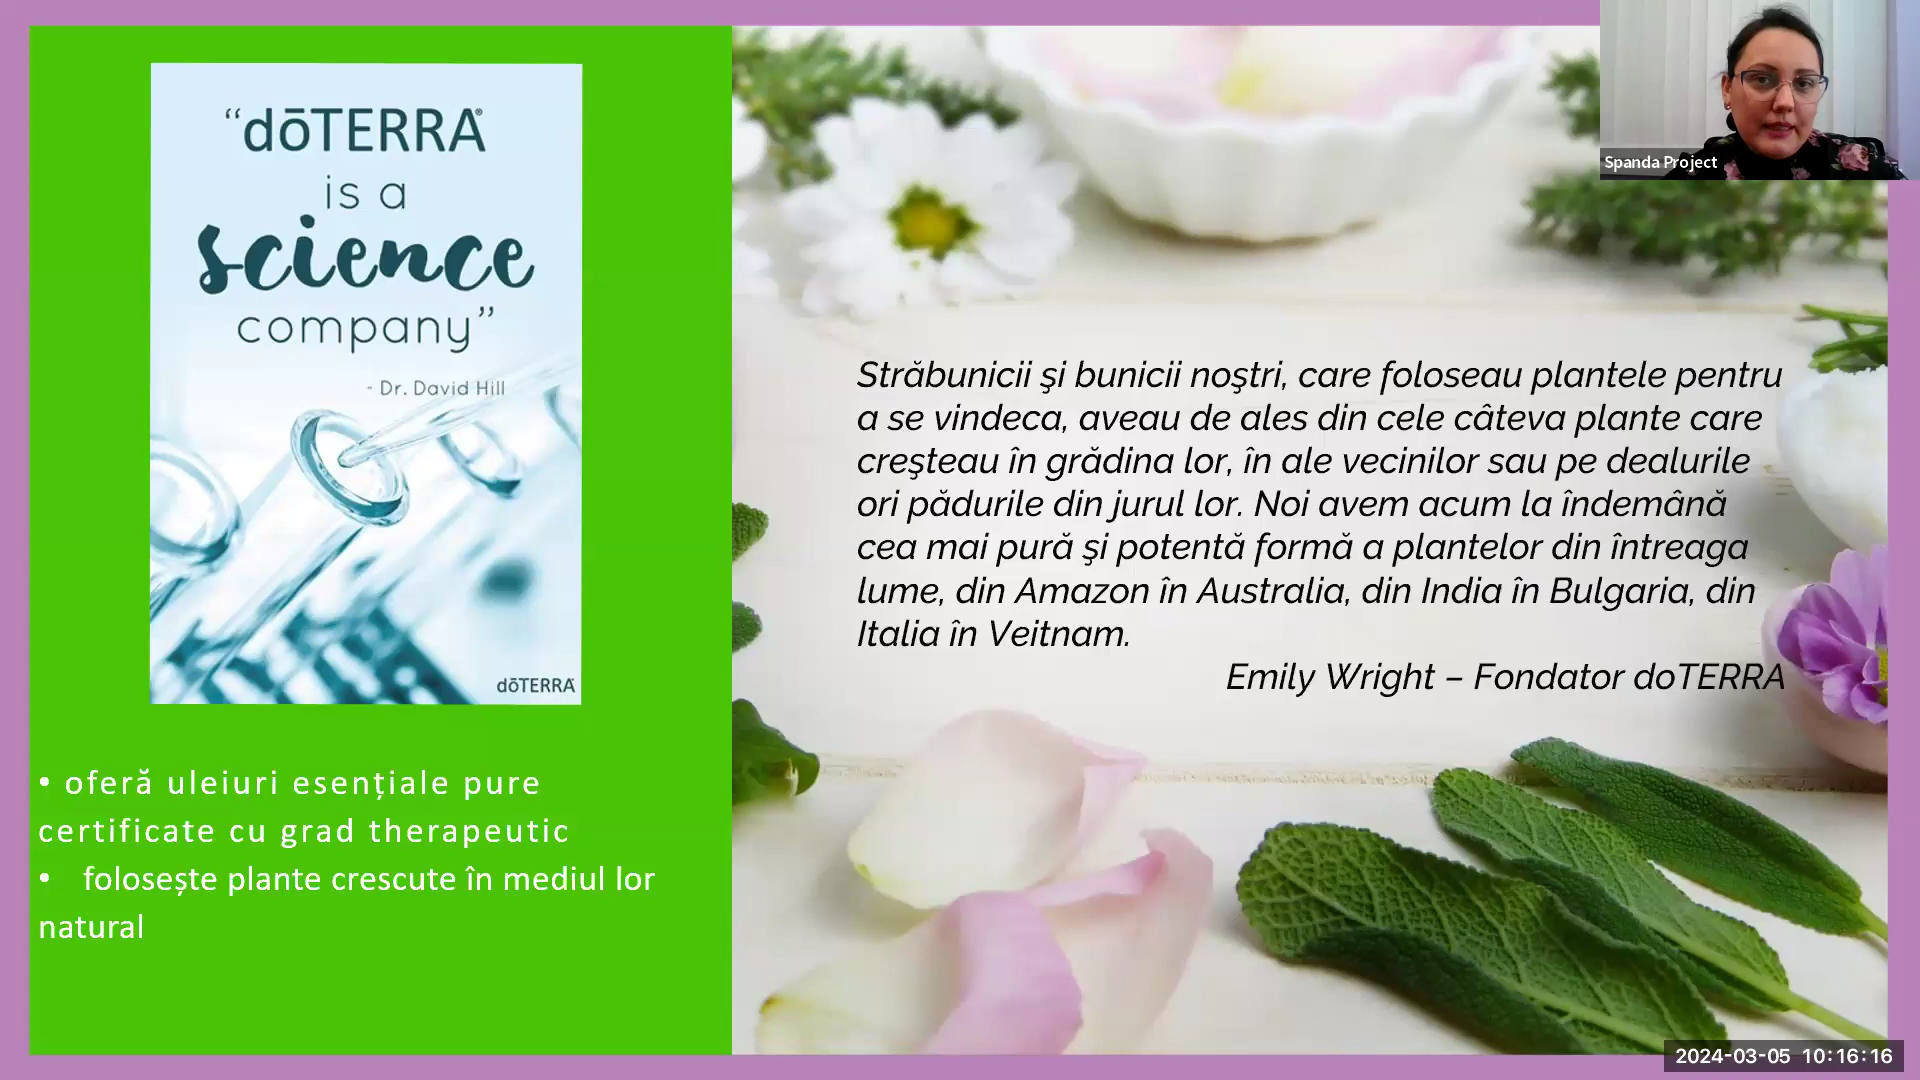 “dōTERRA®
is a
science
company”
- Dr. David Hill
dōTERRA
• oferă uleiuri esențiale pure
certificate cu grad therapeutic
• folosește plante crescute în mediul lor
natural
Străbunicii şi bunicii noştri, care foloseau plantele pentru
a se vindeca, aveau de ales din cele câteva plante care
creşteau în grădina lor, în ale vecinilor sau pe dealurile
ori pădurile din jurul lor. Noi avem acum la îndemână
cea mai pură şi potentă formă a plantelor din întreaga
lume, din Amazon în Australia, din India în Bulgaria, din
Italia în Veitnam.
Emily Wright – Fondator doTERRA
Spanda Project
2024-03-05 10:16:16